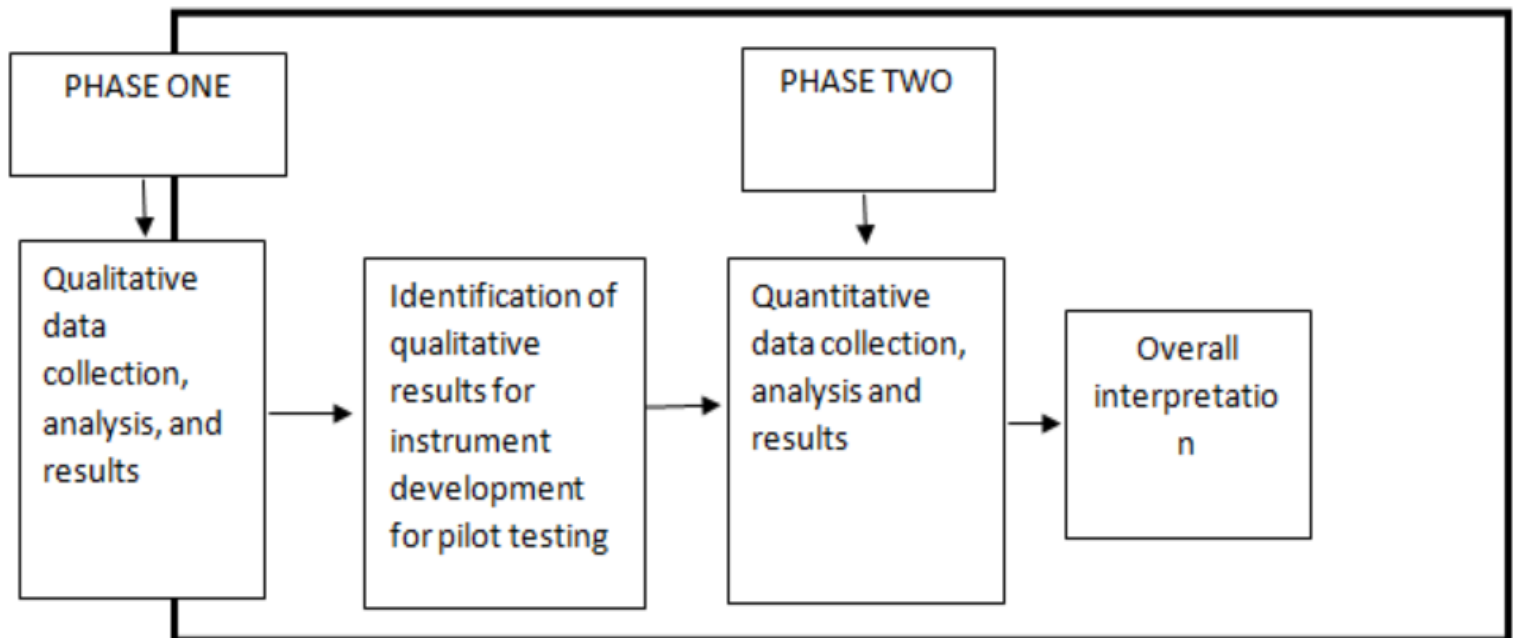 PHASE ONE
PHASE TWO
Qualitative
data
collection,
analysis, and
results
Identification of
qualitative
results for
instrument
development
for pilot testing
Quantitative
data collection,
analysis and
results
Overall
interpretatio
n